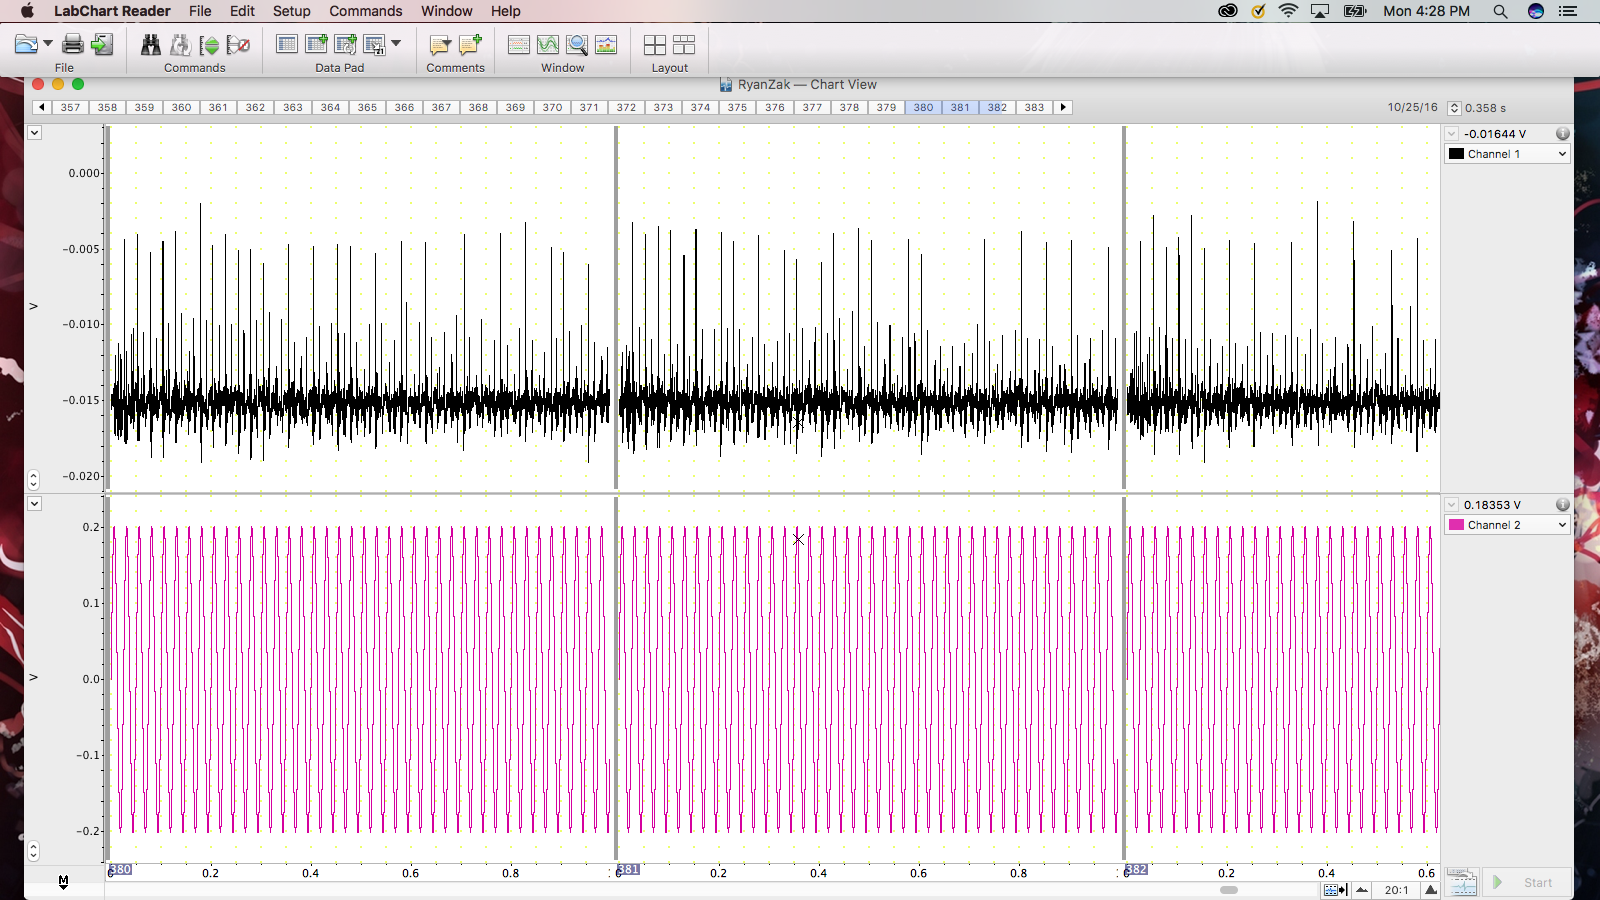 LabChart Reader File Edit Setup Commands Window Help Mon 4:28 PM
File Commands Data Pad Comments Window Layout
RyanZak — Chart View
357 358 359 360 361 362 363 364 365 366 367 368 369 370 371 372 373 374 375 376 377 378 379 380 381 382 383 10/25/16 0.358 s
-0.01644 V
Channel 1
0.000
-0.005
V
-0.010
-0.015
-0.020
0.18353 V
Channel 2
0.2
0.1
V
0.0
-0.1
-0.2
380 381 382
0 0.2 0.4 0.6 0.8 0 0.2 0.4 0.6 0.8 0 0.2 0.4 0.6
M 20:1 Start